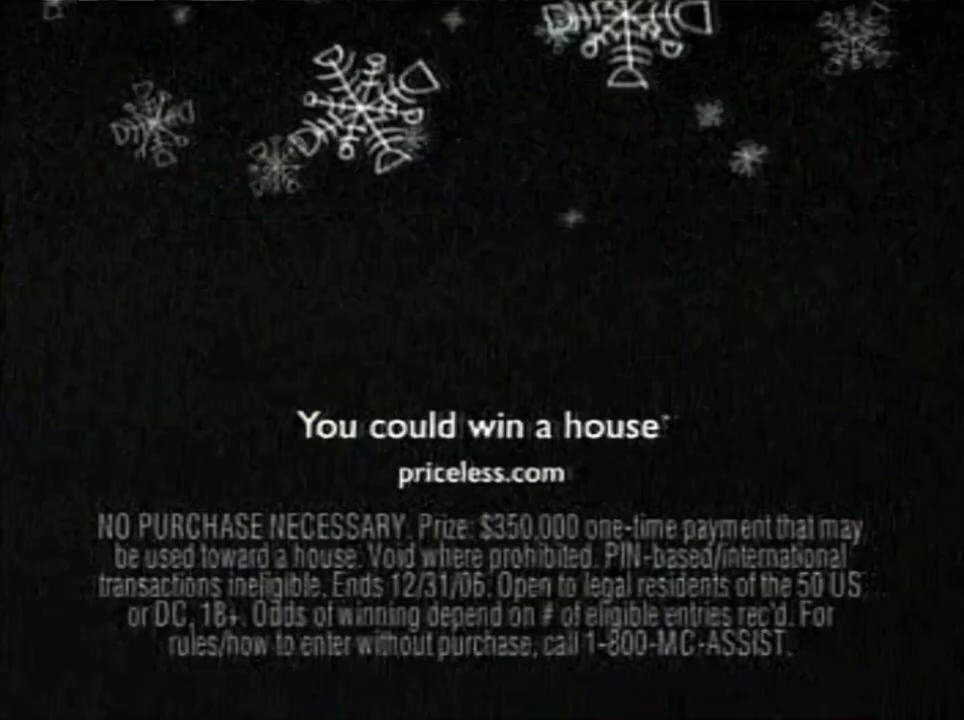 You could win a house
priceless.com
NO PURCHASE NECESSARY. Prize: $350,000 one-time payment that may
be used toward a house. Void where prohibited. PIN-based/international
transactions ineligible. Ends 12/31/06. Open to legal residents of the 50 US
or DC, 18+. Odds of winning depend on # of eligible entries rec'd. For
rules/how to enter without purchase, call 1-800-MC-ASSIST.